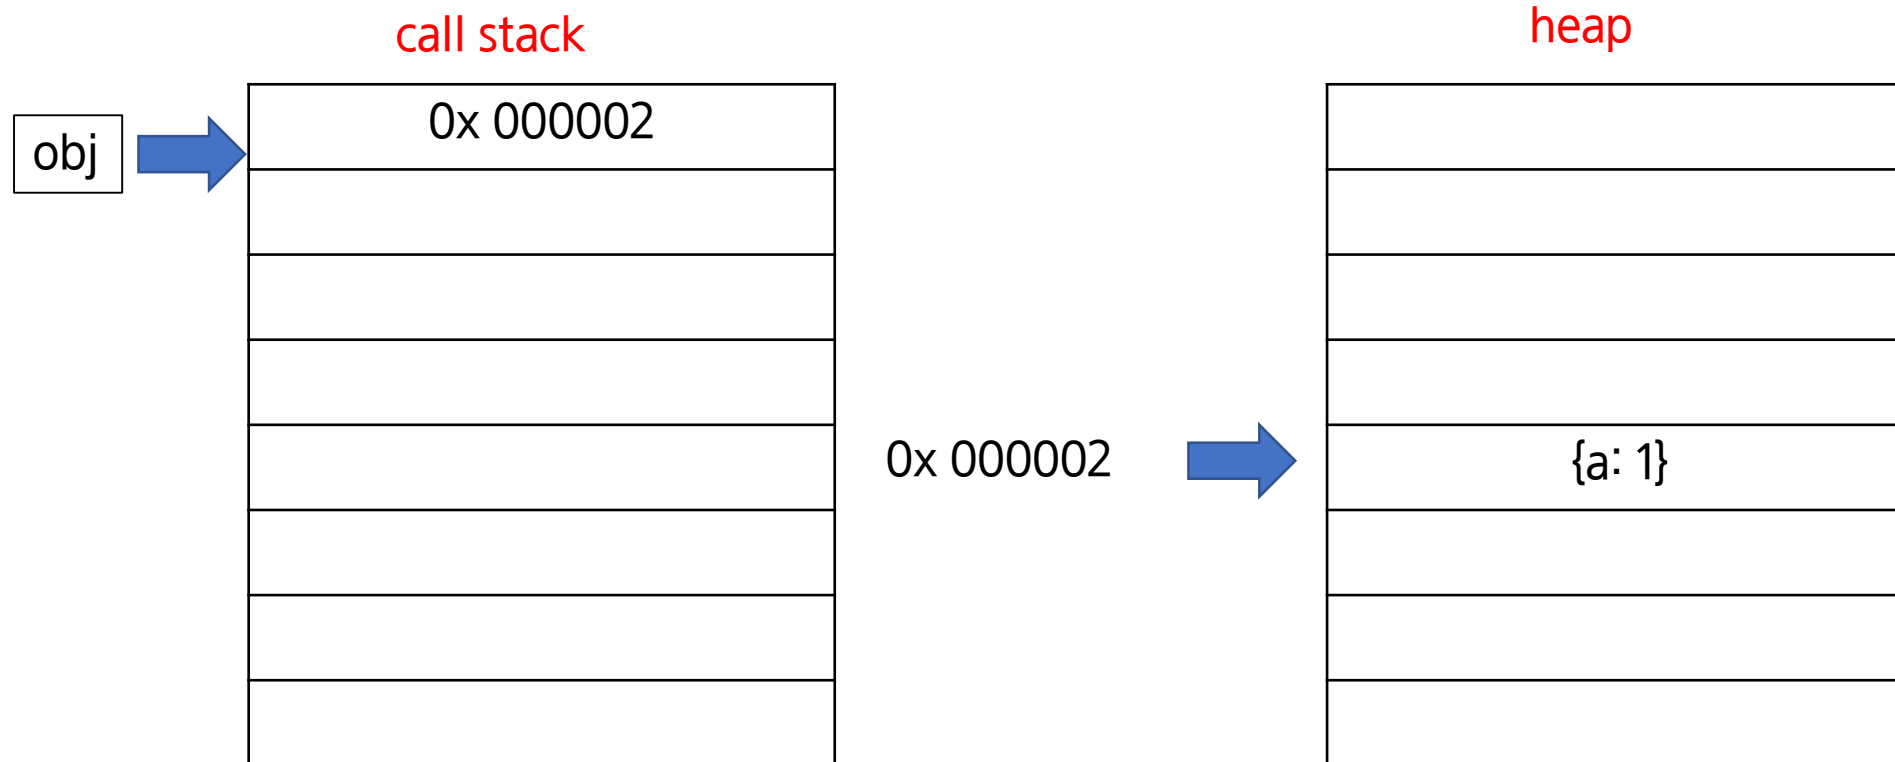 call stack
heap
0x 000002
obj
0x 000002
{a: 1}